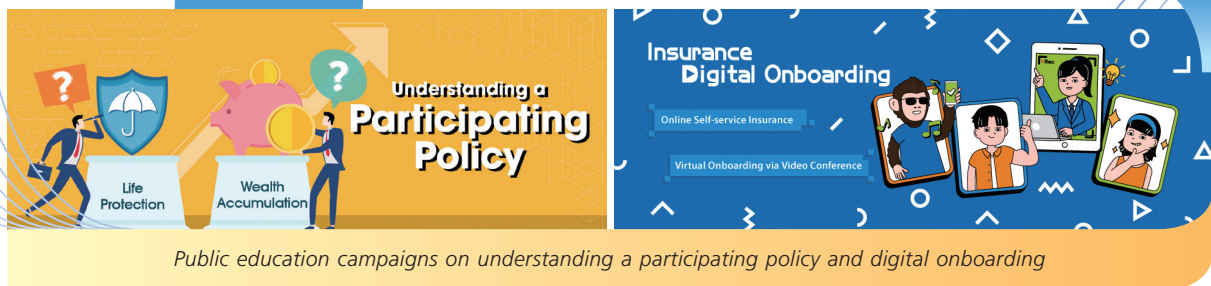 ?
?
Understanding a
Participating
Policy
Life
Protection
Wealth
Accumulation
Insurance
Digital Onboarding
Online Self-service Insurance
Virtual Onboarding via Video Conference
Public education campaigns on understanding a participating policy and digital onboarding